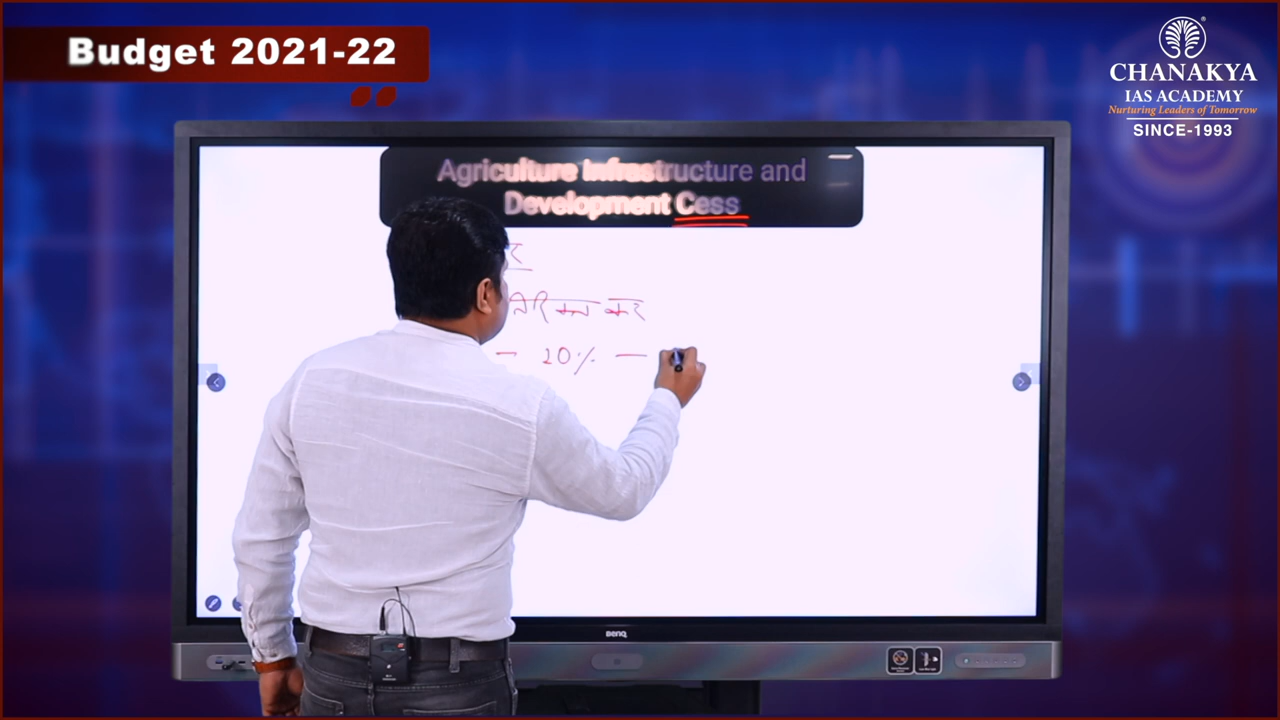 Budget 2021-22
CHANAKYA
IAS ACADEMY
Nurturing Leaders of Tomorrow
SINCE-1993
Agriculture Infrastructure and
Development Cess
कर
- 20% -
BenQ